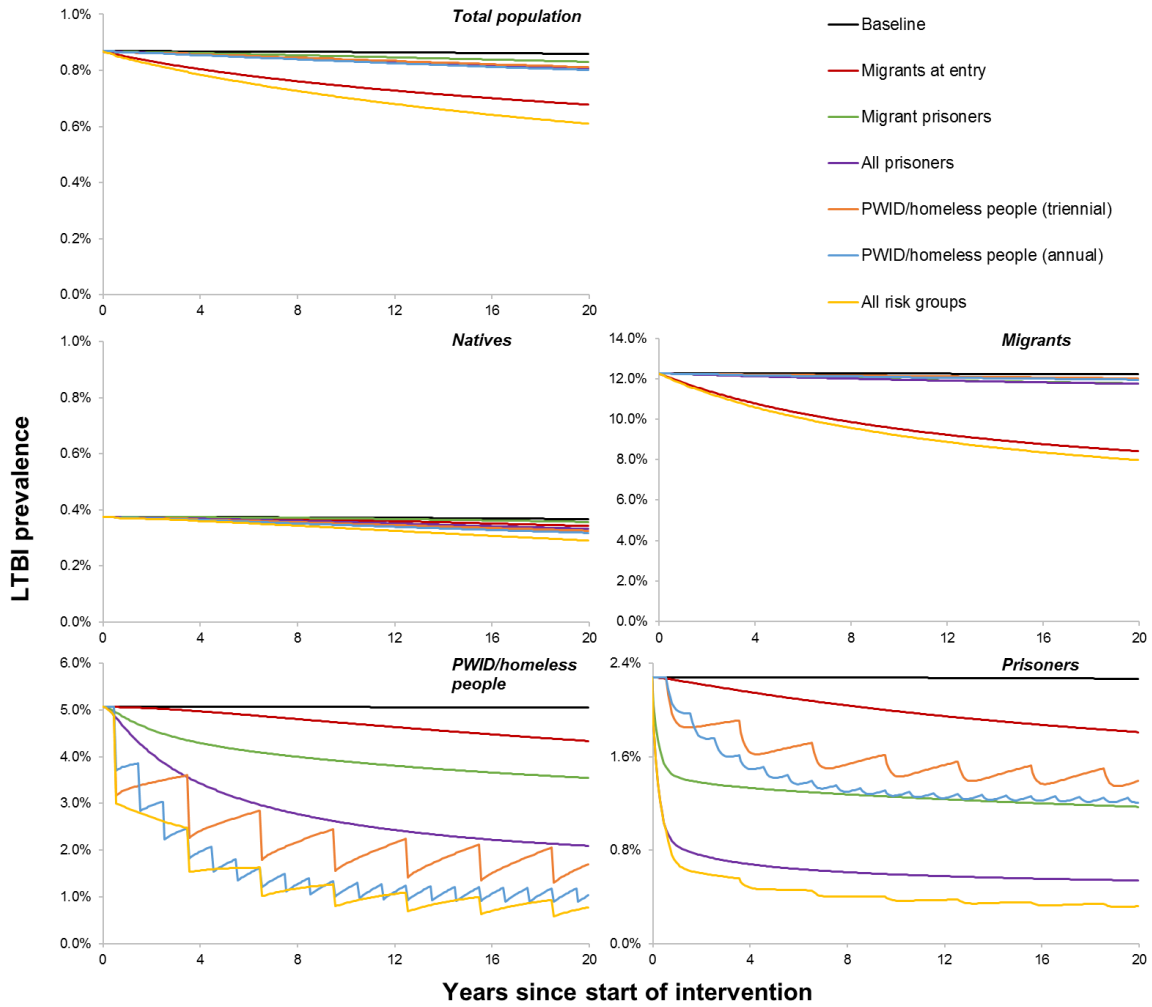 Total population
1.0%
0.8%
0.6%
0.4%
0.2%
0.0%
0 4 8 12 16 20
Baseline
Migrants at entry
Migrant prisoners
All prisoners
PWID/homeless people (triennial)
PWID/homeless people (annual)
All risk groups
Natives
1.0%
0.8%
0.6%
0.4%
0.2%
0.0%
0 4 8 12 16 20
Migrants
14.0%
12.0%
10.0%
8.0%
6.0%
4.0%
2.0%
0.0%
0 4 8 12 16 20
LTBI prevalence
PWID/homeless
people
6.0%
5.0%
4.0%
3.0%
2.0%
1.0%
0.0%
0 4 8 12 16 20
Prisoners
2.4%
1.6%
0.8%
0.0%
0 4 8 12 16 20
Years since start of intervention